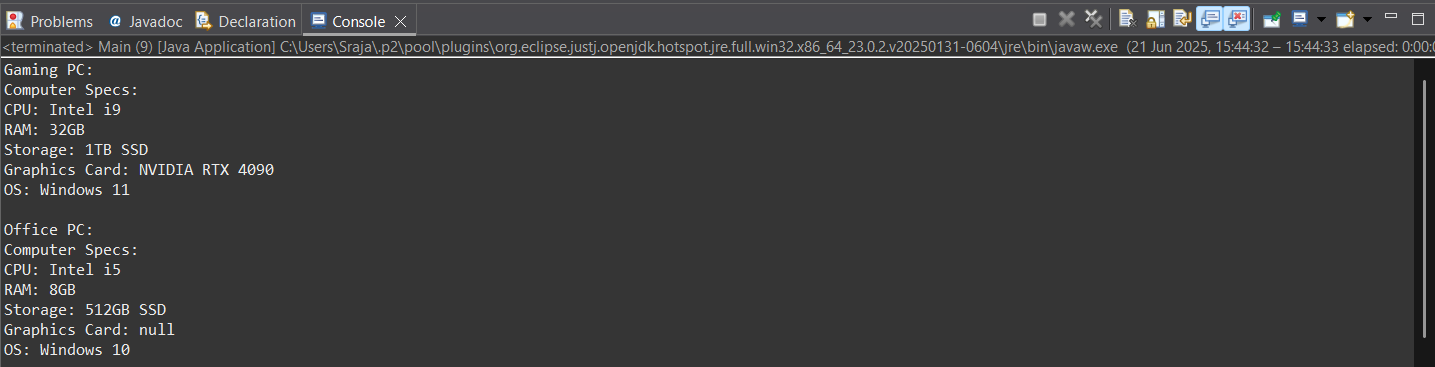 Problems @ Javadoc Declaration Console
<terminated> Main (9) [Java Application] C:\Users\Sraja\.p2\pool\plugins\org.eclipse.justj.openjdk.hotspot.jre.full.win32.x86_64_23.0.2.v20250131-0604\jre\bin\javaw.exe (21 Jun 2025, 15:44:32 – 15:44:33 elapsed: 0:00:0
Gaming PC:
Computer Specs:
CPU: Intel i9
RAM: 32GB
Storage: 1TB SSD
Graphics Card: NVIDIA RTX 4090
OS: Windows 11

Office PC:
Computer Specs:
CPU: Intel i5
RAM: 8GB
Storage: 512GB SSD
Graphics Card: null
OS: Windows 10